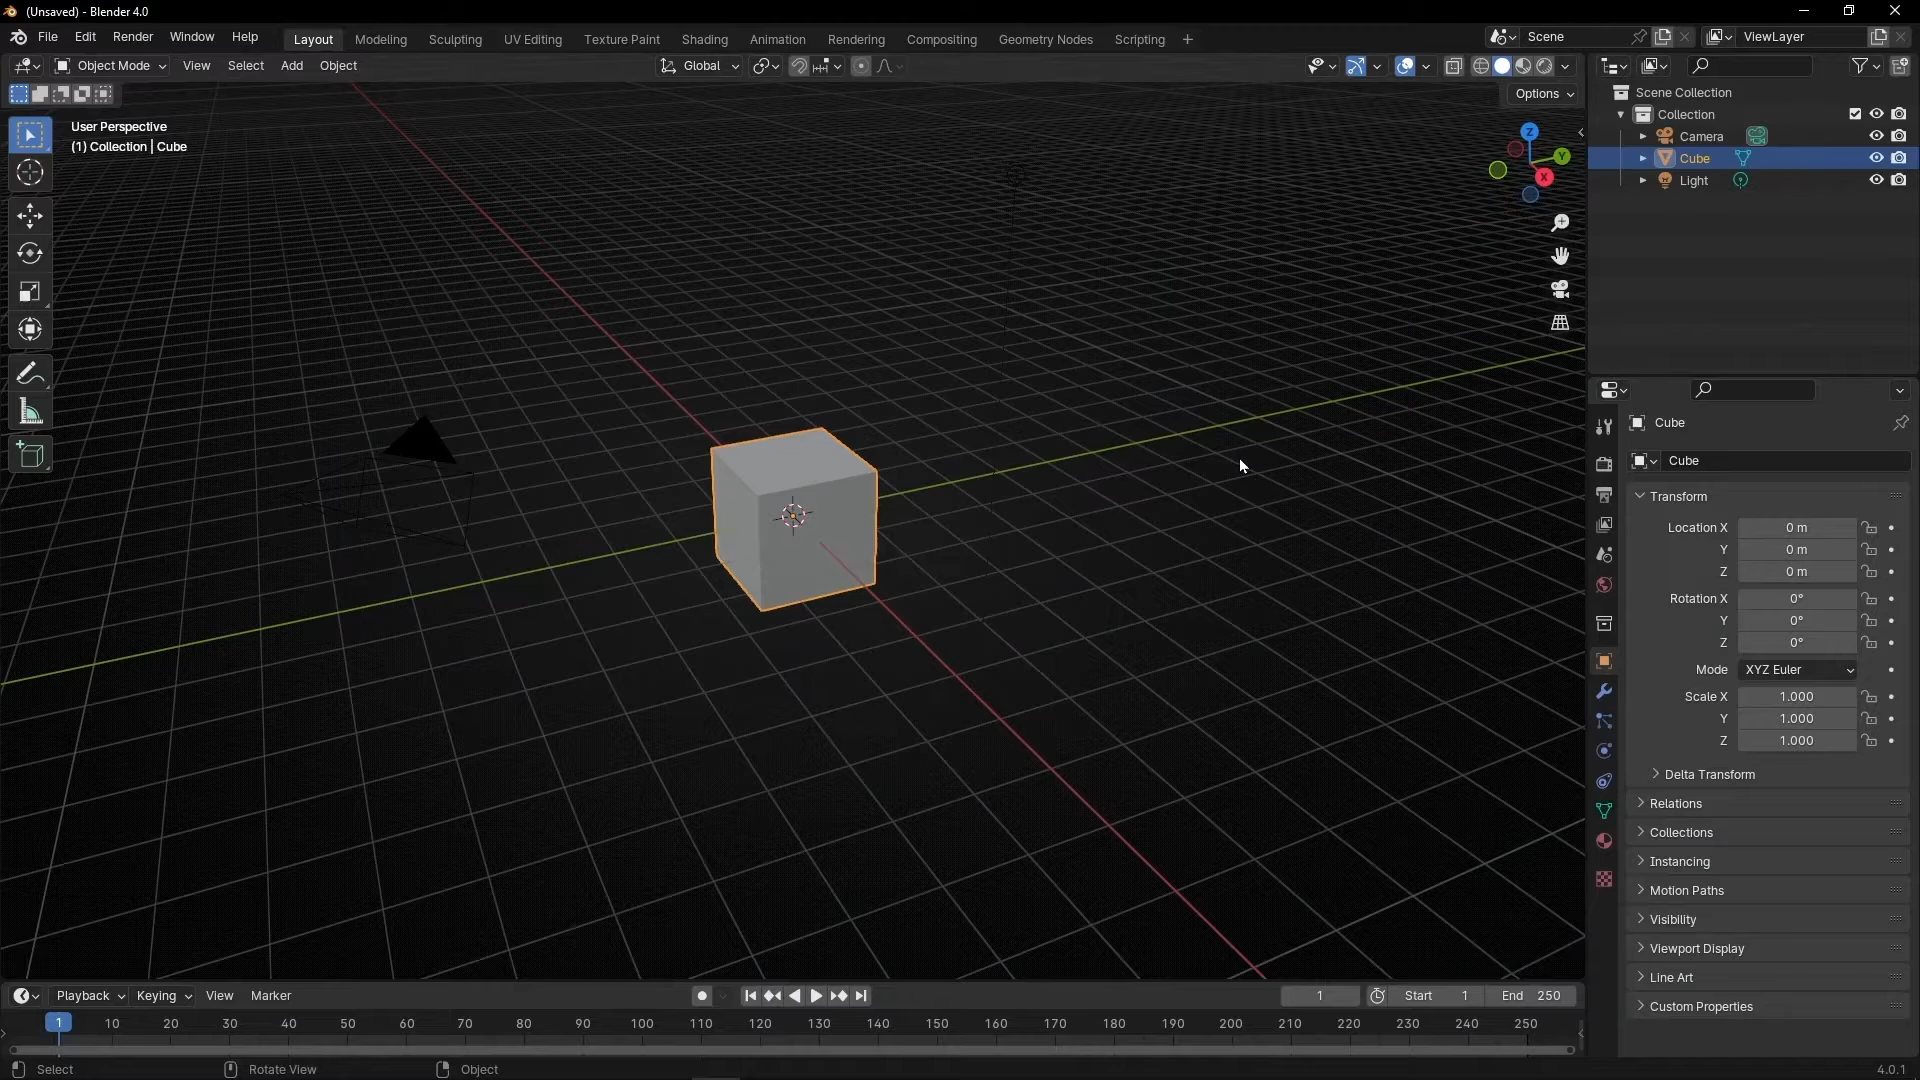 (Unsaved) - Blender 4.0
File Edit Render Window Help Layout Modeling Sculpting UV Editing Texture Paint Shading Animation Rendering Compositing Geometry Nodes Scripting + Scene ViewLayer
Object Mode View Select Add Object Global
Options
User Perspective
(1) Collection | Cube
Z
Y
X
Scene Collection
Collection
Camera
Cube
Light
Cube
Cube
Transform
Location X 0 m
Y 0 m
Z 0 m
Rotation X 0°
Y 0°
Z 0°
Mode XYZ Euler
Scale X 1.000
Y 1.000
Z 1.000
Delta Transform
Relations
Collections
Instancing
Motion Paths
Visibility
Viewport Display
Line Art
Custom Properties
Playback Keying View Marker 1 Start 1 End 250
1 10 20 30 40 50 60 70 80 90 100 110 120 130 140 150 160 170 180 190 200 210 220 230 240 250
Select Rotate View Object 4.0.1